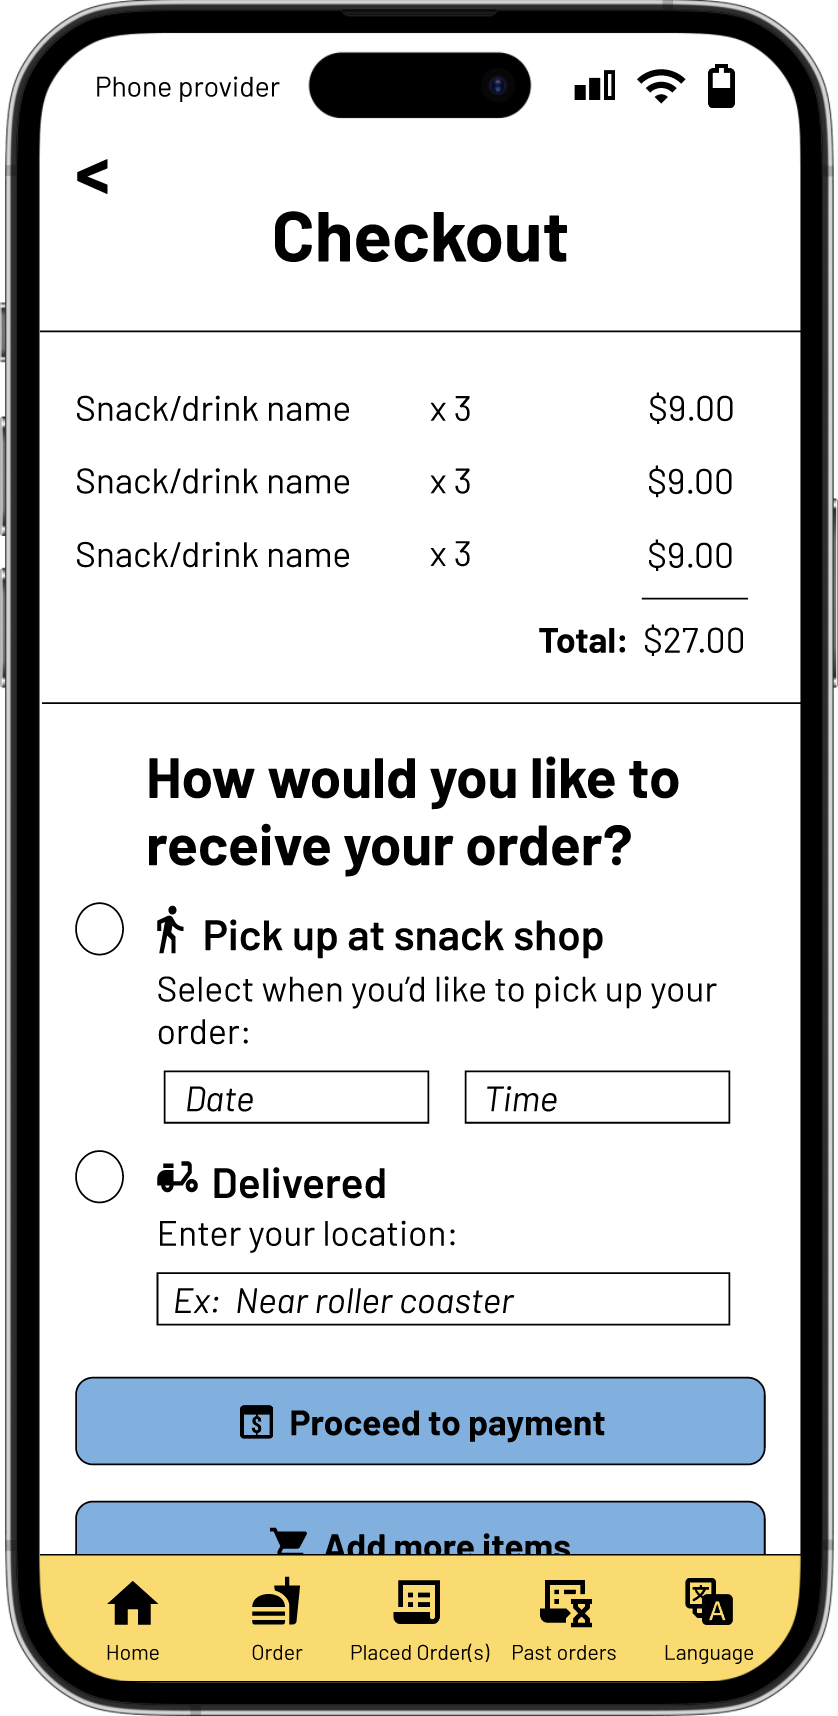 Phone provider
<
Checkout
Snack/drink name x 3 $9.00
Snack/drink name x 3 $9.00
Snack/drink name x 3 $9.00
Total: $27.00
How would you like to
receive your order?
Pick up at snack shop
Select when you’d like to pick up your
order:
Date Time
Delivered
Enter your location:
Ex: Near roller coaster
$ Proceed to payment
Add more items
文 A
Home Order Placed Order(s) Past orders Language